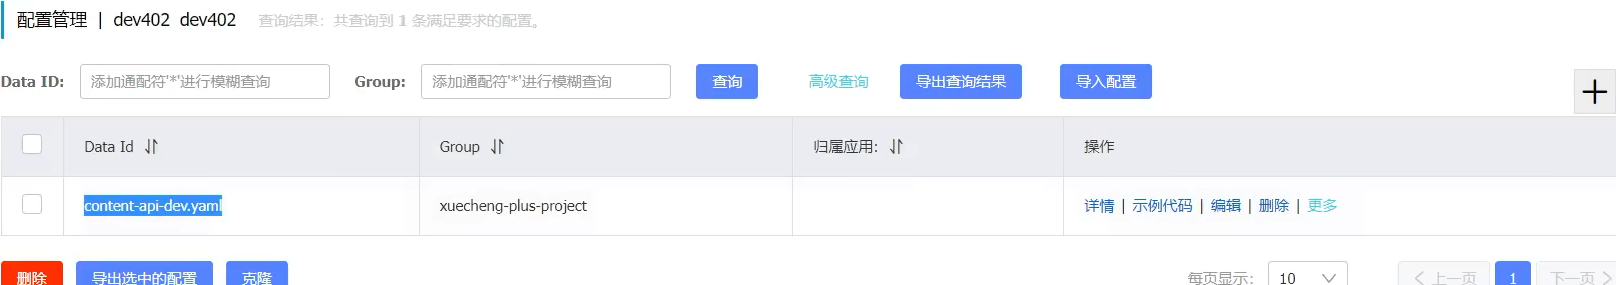 配置管理 | dev402 dev402 查询结果：共查询到 1 条满足要求的配置。
Data ID: 添加通配符'*'进行模糊查询 Group: 添加通配符'*'进行模糊查询 查询 高级查询 导出查询结果 导入配置
Data Id Group 归属应用: 操作
content-api-dev.yaml xuecheng-plus-project 详情 | 示例代码 | 编辑 | 删除 | 更多
删除 导出选中的配置 克隆 每页显示: 10 < 上一页 1 下一页 >